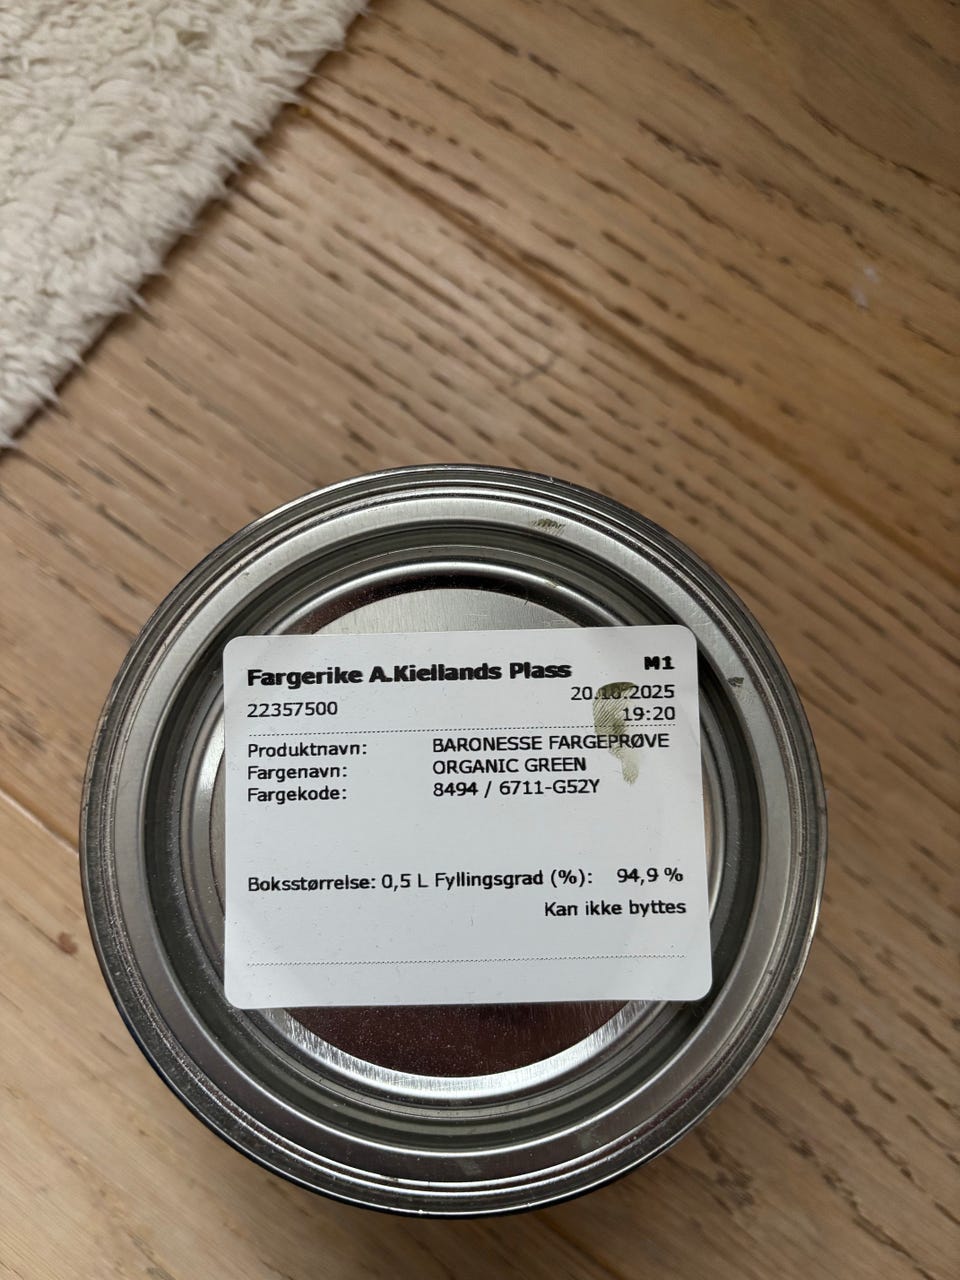 Fargerike A.Kiellands Plass M1
22357500 20.10.2025
19:20
Produktnavn: BARONESSE FARGEPRØVE
Fargenavn: ORGANIC GREEN
Fargekode: 8494 / 6711-G52Y
Boksstørrelse: 0,5 L Fyllingsgrad (%): 94,9 %
Kan ikke byttes